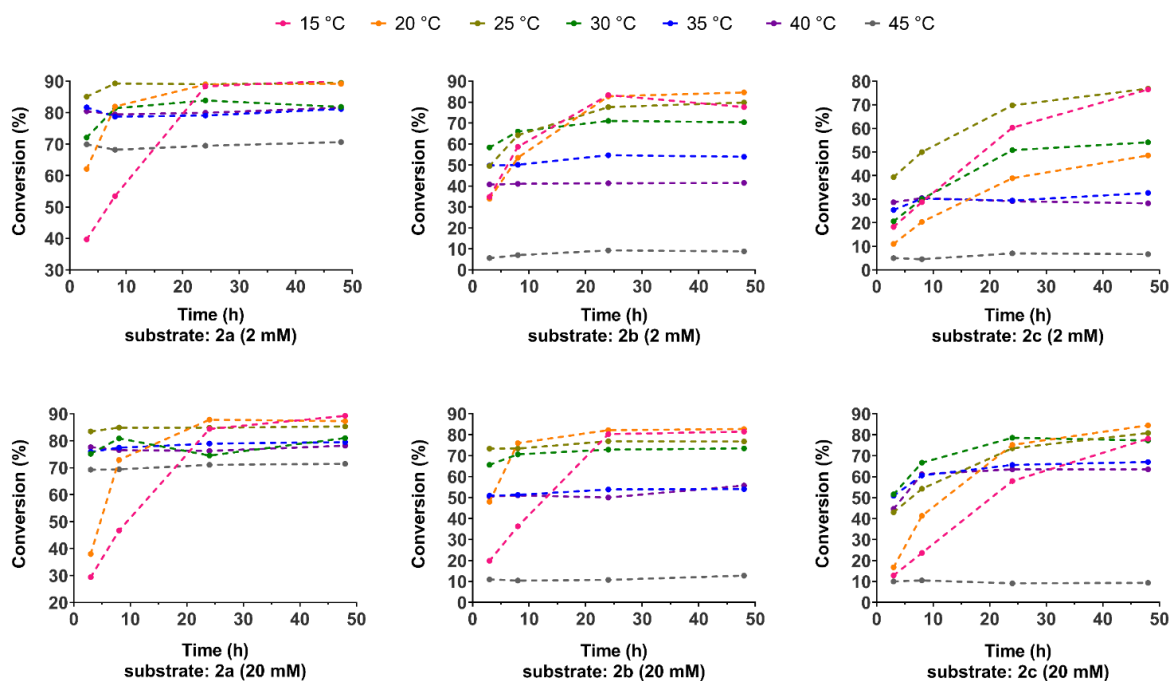 15 °C 20 °C 25 °C 30 °C 35 °C 40 °C 45 °C
Conversion (%)
90
80
70
60
50
40
30
0 10 20 30 40 50
Time (h)
substrate: 2a (2 mM)
Conversion (%)
90
80
70
60
50
40
30
20
10
0
0 10 20 30 40 50
Time (h)
substrate: 2b (2 mM)
Conversion (%)
80
70
60
50
40
30
20
10
0
0 10 20 30 40 50
Time (h)
substrate: 2c (2 mM)
Conversion (%)
90
80
70
60
50
40
30
20
0 10 20 30 40 50
Time (h)
substrate: 2a (20 mM)
Conversion (%)
90
80
70
60
50
40
30
20
10
0
0 10 20 30 40 50
Time (h)
substrate: 2b (20 mM)
Conversion (%)
90
80
70
60
50
40
30
20
10
0
0 10 20 30 40 50
Time (h)
substrate: 2c (20 mM)